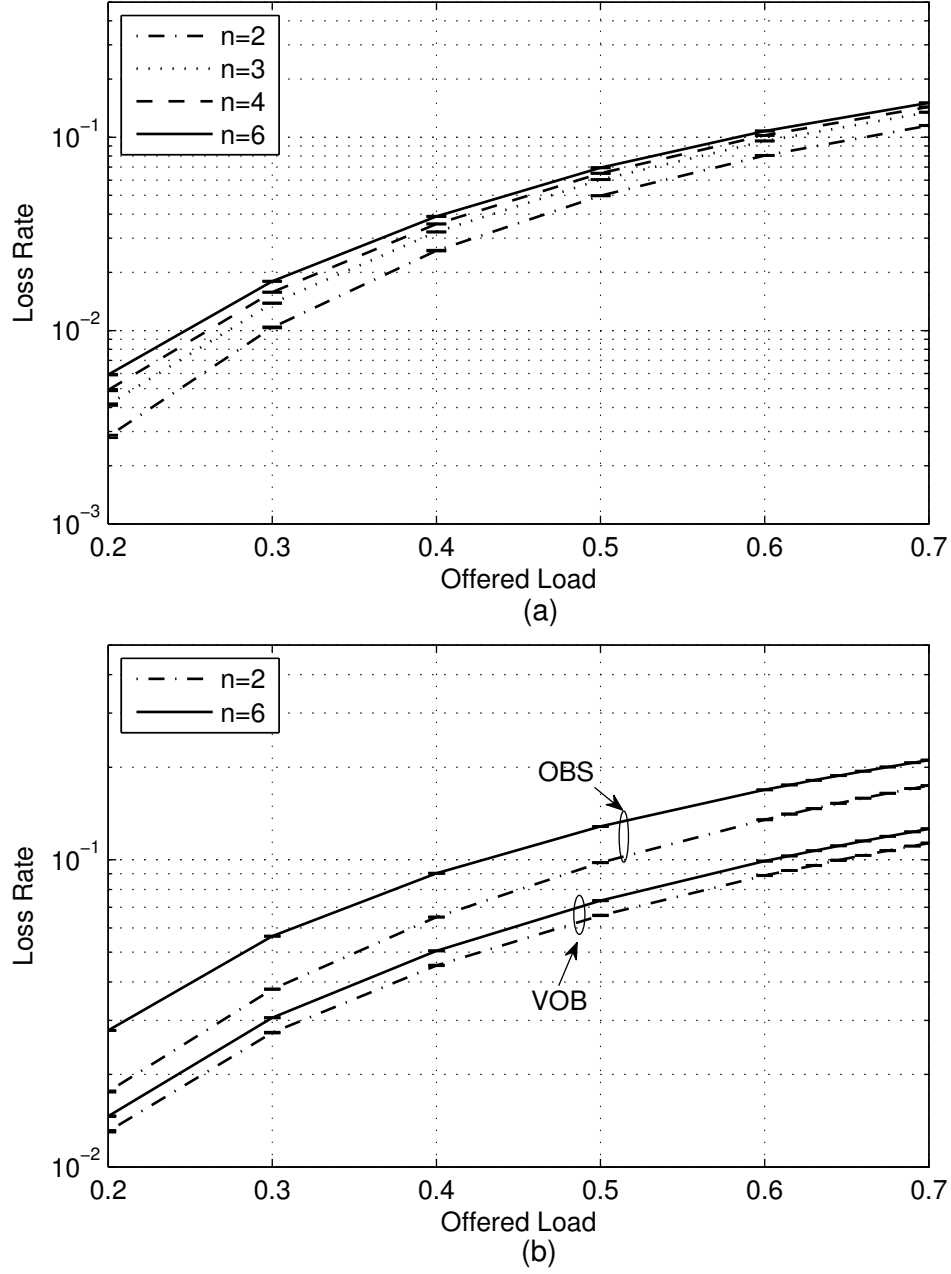 n=2
n=3
n=4
n=6
10⁻¹
10⁻²
10⁻³
Loss Rate
0.2 0.3 0.4 0.5 0.6 0.7
Offered Load
(a)
n=2
n=6
OBS
VOB
10⁻¹
10⁻²
Loss Rate
0.2 0.3 0.4 0.5 0.6 0.7
Offered Load
(b)